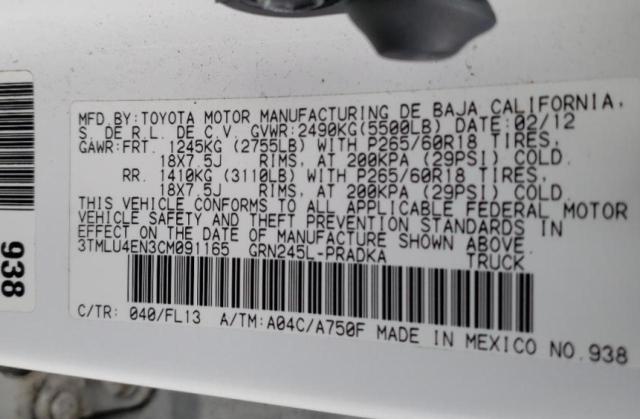 MFD. BY: TOYOTA MOTOR MANUFACTURING DE BAJA CALIFORNIA,
S. DE R.L. DE C.V. GVWR: 2490KG(5500LB) DATE: 02/12
GAWR: FRT. 1245KG (2755LB) WITH P265/60R18 TIRES,
18X7.5J RIMS, AT 200KPA (29PSI) COLD.
RR. 1410KG (3110LB) WITH P265/60R18 TIRES,
18X7.5J RIMS, AT 200KPA (29PSI) COLD.
THIS VEHICLE CONFORMS TO ALL APPLICABLE FEDERAL MOTOR
VEHICLE SAFETY AND THEFT PREVENTION STANDARDS IN
EFFECT ON THE DATE OF MANUFACTURE SHOWN ABOVE.
3TMLU4EN3CM091165 GRN245L-PRADKA TRUCK
C/TR: 040/FL13 A/TM: A04C/A750F MADE IN MEXICO NO. 938
938